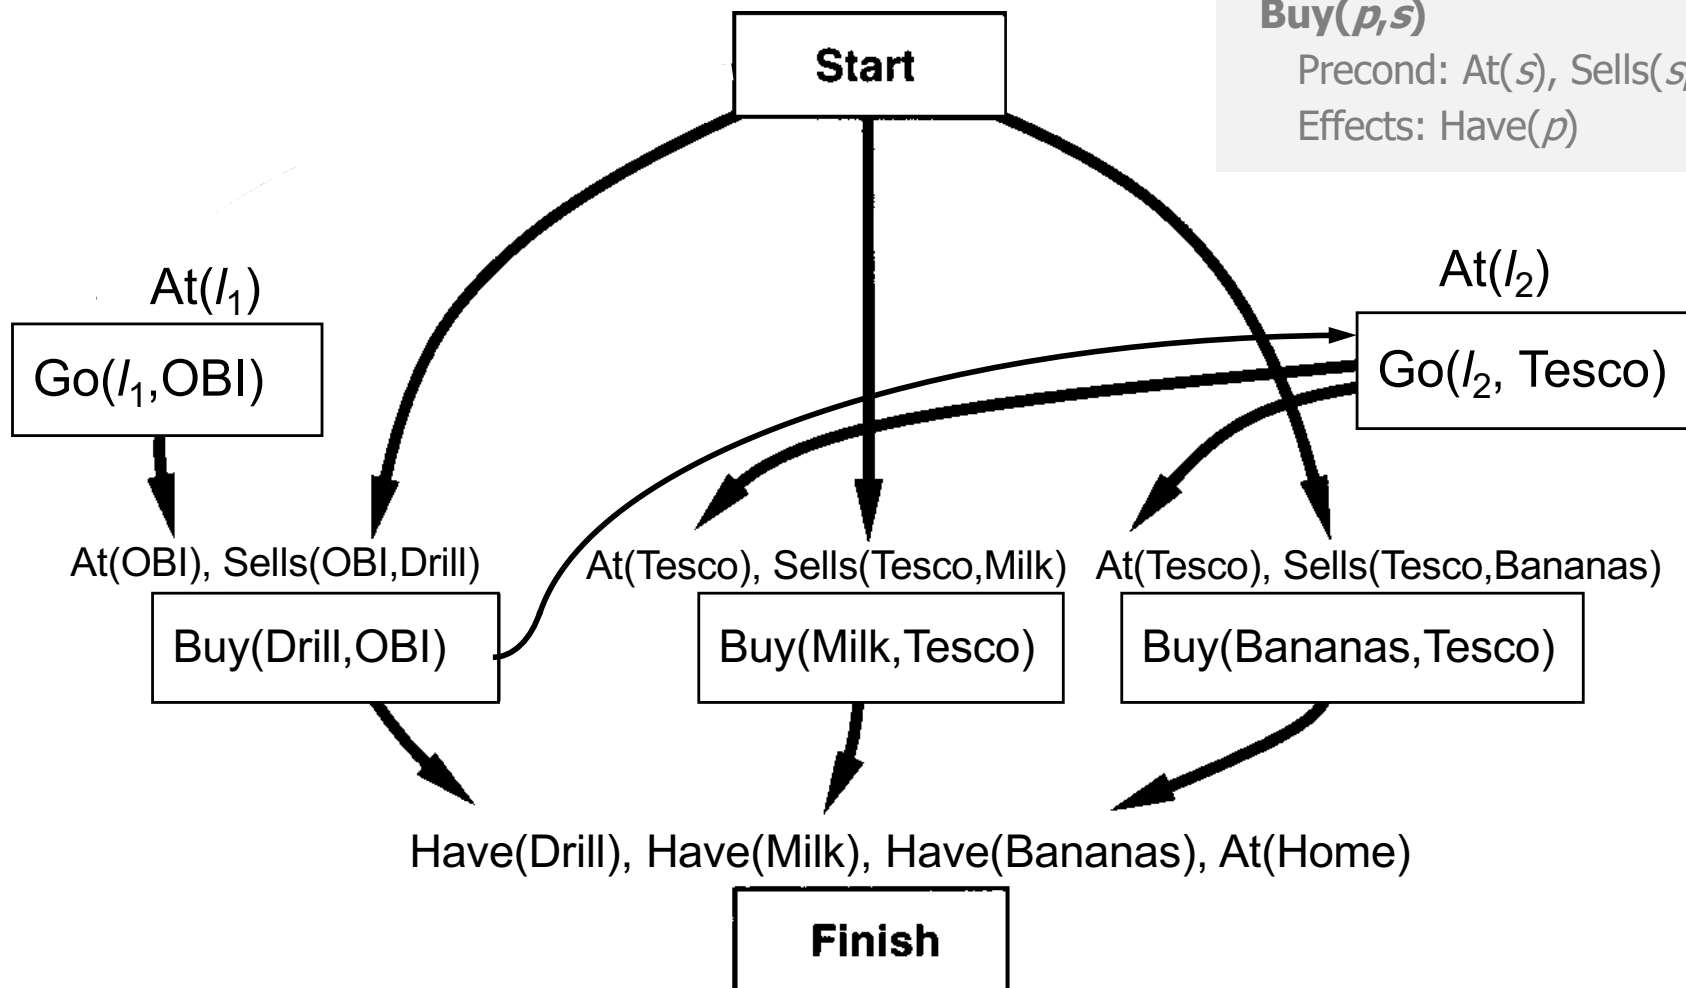 Buy(p,s)
Precond: At(s), Sells(s,
Effects: Have(p)
Start
At(l1)
At(l2)
Go(l1,OBI)
Go(l2, Tesco)
At(OBI), Sells(OBI,Drill)
At(Tesco), Sells(Tesco,Milk)
At(Tesco), Sells(Tesco,Bananas)
Buy(Drill,OBI)
Buy(Milk,Tesco)
Buy(Bananas,Tesco)
Have(Drill), Have(Milk), Have(Bananas), At(Home)
Finish